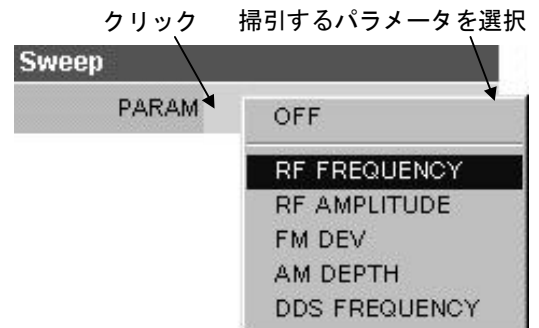 クリック 掃引するパラメータを選択
Sweep
PARAM
OFF
RF FREQUENCY
RF AMPLITUDE
FM DEV
AM DEPTH
DDS FREQUENCY